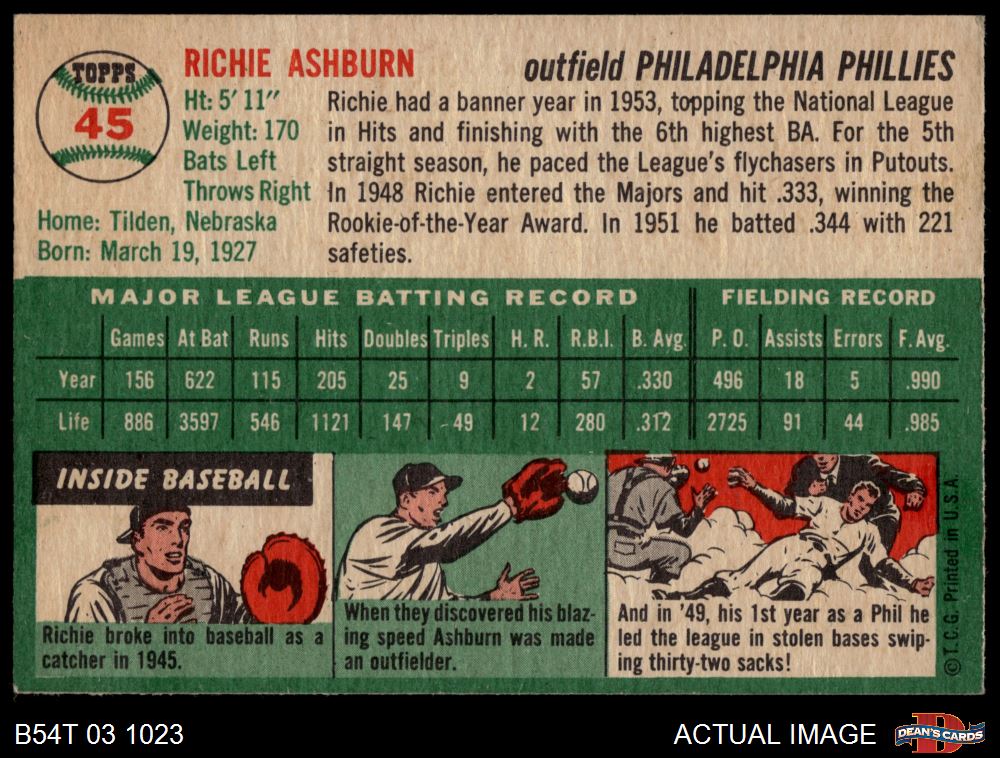 TOPPS
45
RICHIE ASHBURN
outfield PHILADELPHIA PHILLIES
Ht: 5' 11"
Weight: 170
Bats Left
Throws Right
Home: Tilden, Nebraska
Born: March 19, 1927
Richie had a banner year in 1953, topping the National League
in Hits and finishing with the 6th highest BA. For the 5th
straight season, he paced the League's flychasers in Putouts.
In 1948 Richie entered the Majors and hit .333, winning the
Rookie-of-the-Year Award. In 1951 he batted .344 with 221
safeties.
MAJOR LEAGUE BATTING RECORD FIELDING RECORD
Games At Bat Runs Hits Doubles Triples H. R. R.B.I. B. Avg. P. O. Assists Errors F. Avg.
Year 156 622 115 205 25 9 2 57 .330 496 18 5 .990
Life 886 3597 546 1121 147 49 12 280 .312 2725 91 44 .985
INSIDE BASEBALL
Richie broke into baseball as a
catcher in 1945.
When they discovered his blaz-
ing speed Ashburn was made
an outfielder.
And in '49, his 1st year as a Phil he
led the league in stolen bases swip-
ing thirty-two sacks!
© T.C.G. Printed in U.S.A.
B54T 03 1023
ACTUAL IMAGE
DEAN'S CARDS